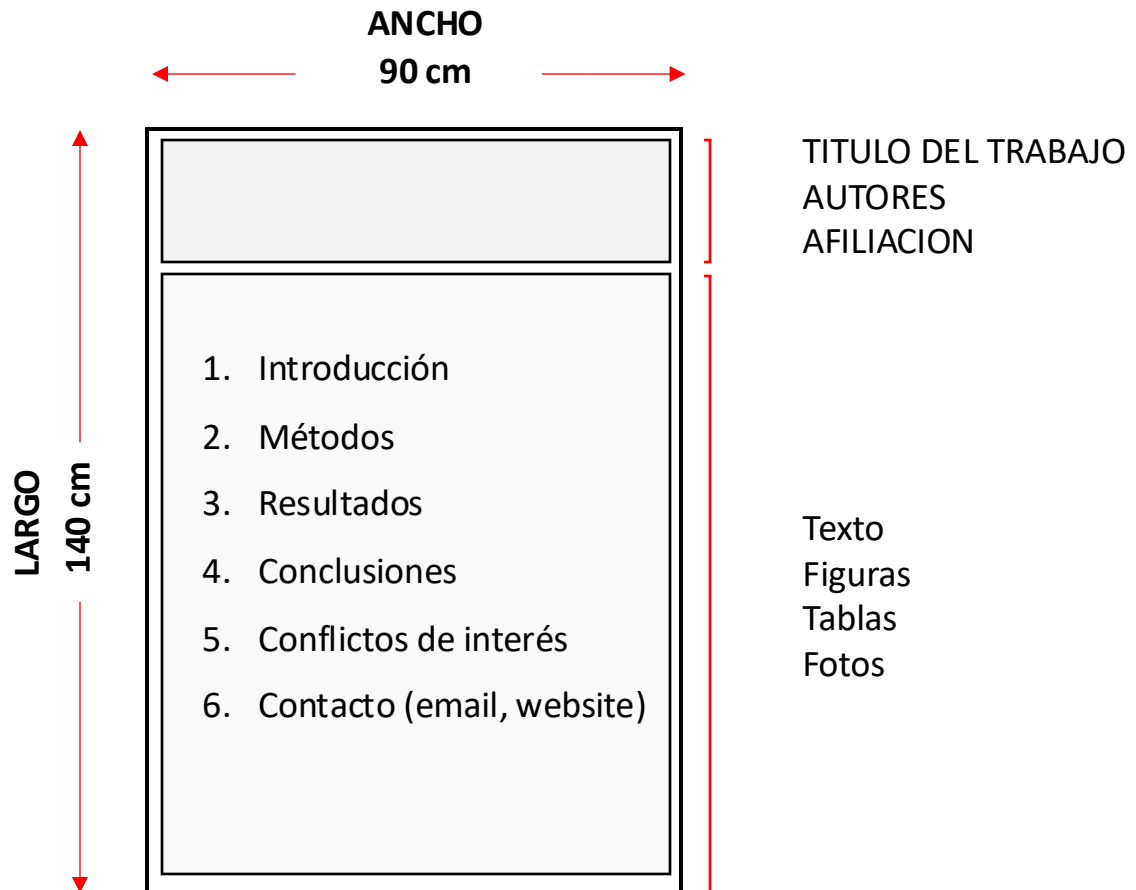 ANCHO
90 cm
TITULO DEL TRABAJO
AUTORES
AFILIACION
1. Introducción
2. Métodos
3. Resultados
4. Conclusiones
5. Conflictos de interés
6. Contacto (email, website)
LARGO
140 cm
Texto
Figuras
Tablas
Fotos